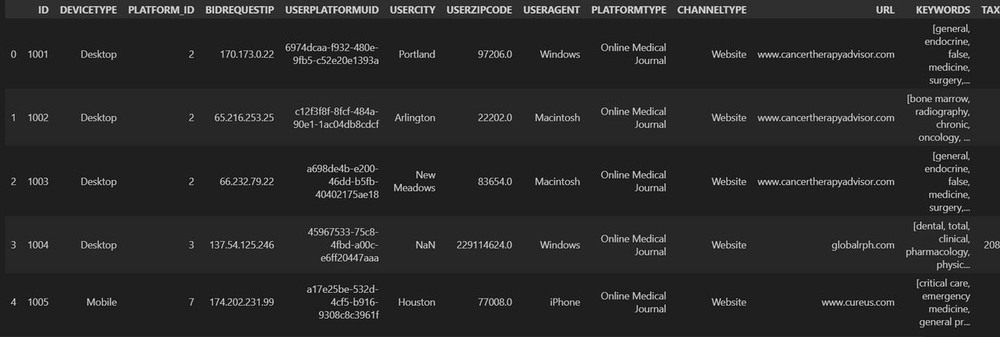 ID DEVICETYPE PLATFORM_ID BIDREQUESTIP USERPLATFORMUID USERCITY USERZIPCODE USERAGENT PLATFORMTYPE CHANNELTYPE URL KEYWORDS TAX
0 1001 Desktop 2 170.173.0.22 6974dcaa-f932-480e-
9fb5-c52e20e1393a Portland 97206.0 Windows Online Medical
Journal Website www.cancertherapyadvisor.com [general,
endocrine,
false,
medicine,
surgery,...
1 1002 Desktop 2 65.216.253.25 c12f3f8f-8fcf-484a-
90e1-1ac04db8cdcf Arlington 22202.0 Macintosh Online Medical
Journal Website www.cancertherapyadvisor.com [bone marrow,
radiography,
chronic,
oncology, ...
2 1003 Desktop 2 66.232.79.22 a698de4b-e200-
46dd-b5fb-
40402175ae18 New
Meadows 83654.0 Macintosh Online Medical
Journal Website www.cancertherapyadvisor.com [general,
endocrine,
false,
medicine,
surgery,...
3 1004 Desktop 3 137.54.125.246 45967533-75c8-
4fbd-a00c-
e6ff20447aaa NaN 229114624.0 Windows Online Medical
Journal Website globalrph.com [dental, total,
clinical,
pharmacology,
physic... 208
4 1005 Mobile 7 174.202.231.99 a17e25be-532d-
4cf5-b916-
9308c8c3961f Houston 77008.0 iPhone Online Medical
Journal Website www.cureus.com [critical care,
emergency
medicine,
general pr...